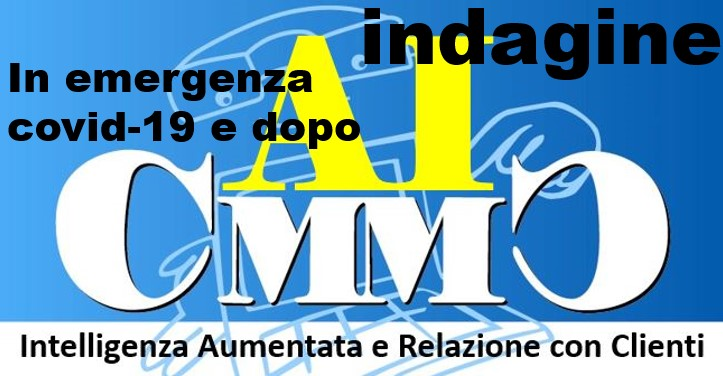 indagine
In emergenza
covid-19 e dopo
AI
CMMC
Intelligenza Aumentata e Relazione con Clienti